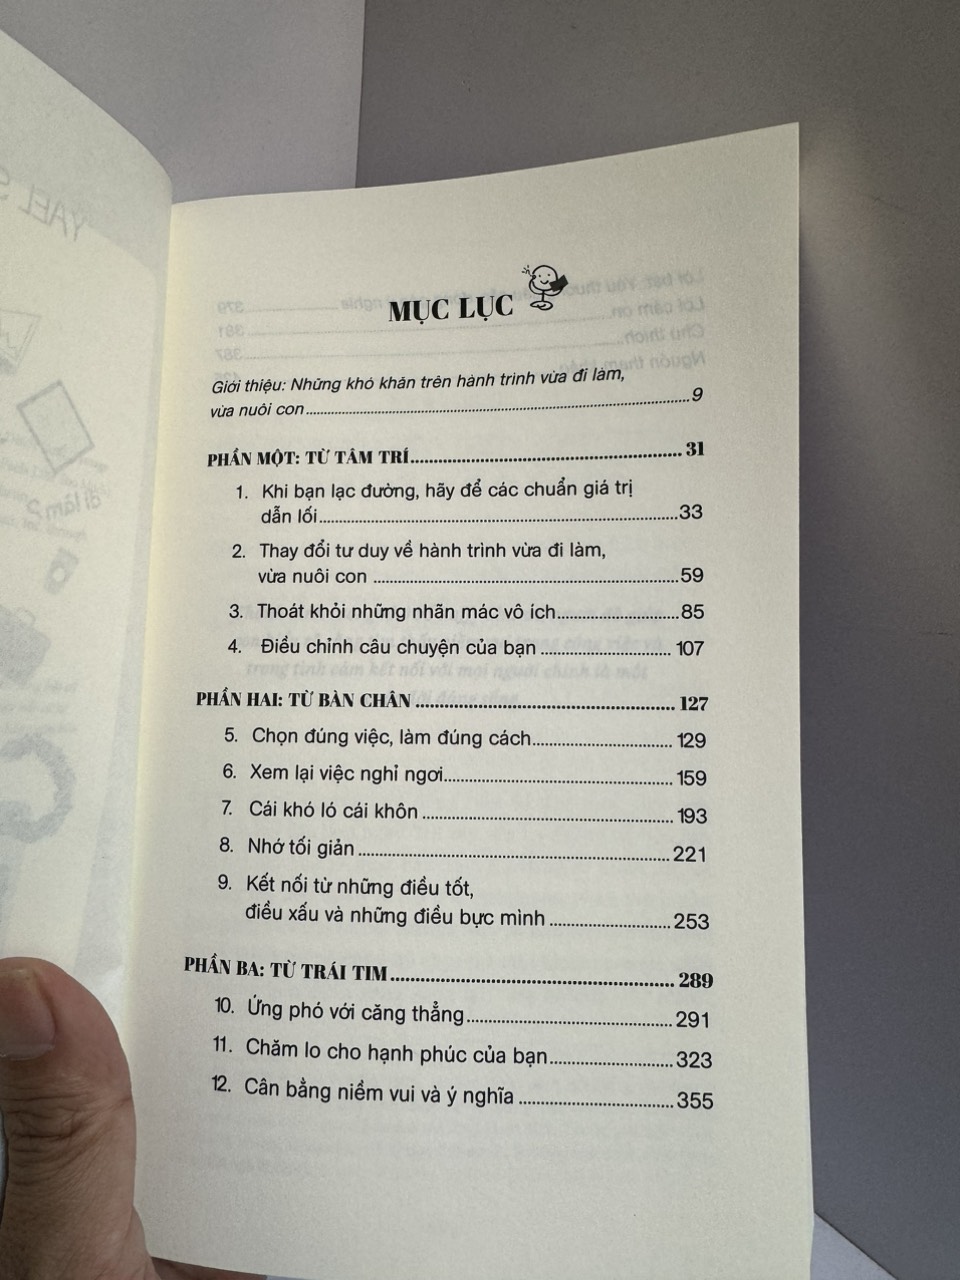 MỤC LỤC
Giới thiệu: Những khó khăn trên hành trình vừa đi làm,
vừa nuôi con ........ 9
PHẦN MỘT: TỪ TÂM TRÍ ........ 31
1. Khi bạn lạc đường, hãy để các chuẩn giá trị
dẫn lối ........ 33
2. Thay đổi tư duy về hành trình vừa đi làm,
vừa nuôi con ........ 59
3. Thoát khỏi những nhãn mác vô ích ........ 85
4. Điều chỉnh câu chuyện của bạn ........ 107
PHẦN HAI: TỪ BÀN CHÂN ........ 127
5. Chọn đúng việc, làm đúng cách ........ 129
6. Xem lại việc nghỉ ngơi ........ 159
7. Cái khó ló cái khôn ........ 193
8. Nhớ tối giản ........ 221
9. Kết nối từ những điều tốt,
điều xấu và những điều bực mình ........ 253
PHẦN BA: TỪ TRÁI TIM ........ 289
10. Ứng phó với căng thẳng ........ 291
11. Chăm lo cho hạnh phúc của bạn ........ 323
12. Cân bằng niềm vui và ý nghĩa ........ 355